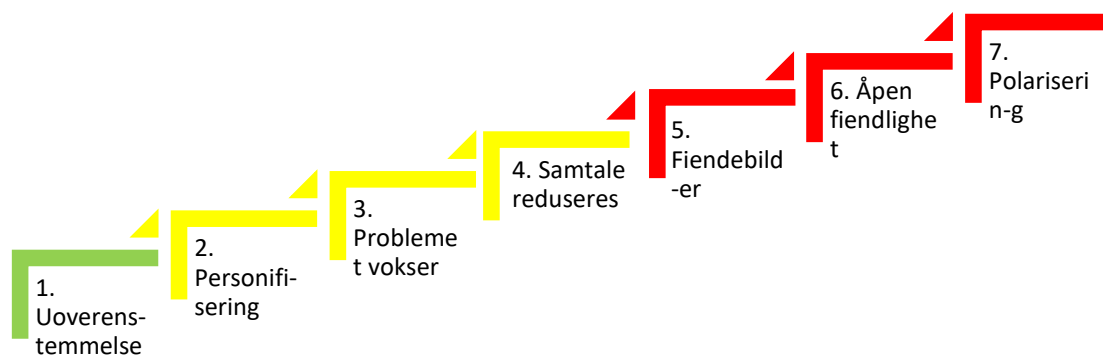 1.
Uoverens-
temmelse
2.
Personifi-
sering
3.
Probleme
t vokser
4. Samtale
reduseres
5.
Fiendebild
-er
6. Åpen
fiendlighe
t
7.
Polariseri
n-g